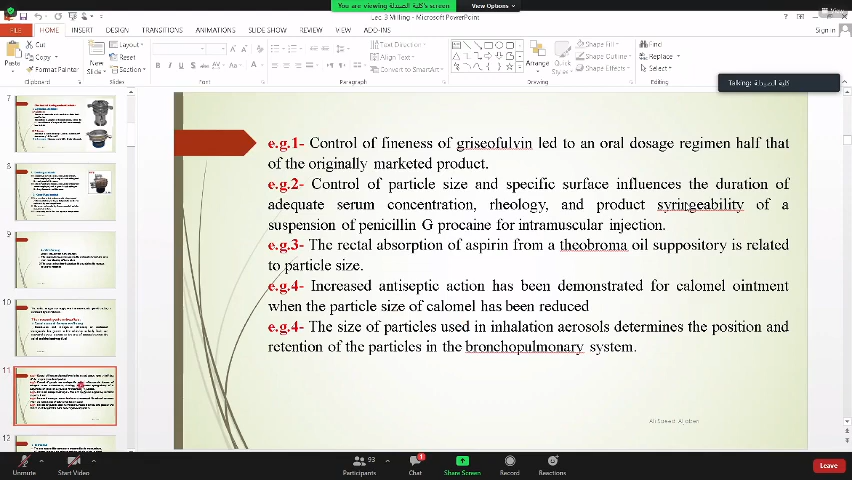 You are viewing كلية الصيدلة's screen
View Options
View
Lec 3 Milling - Microsoft PowerPoint
Sign in
FILE HOME INSERT DESIGN TRANSITIONS ANIMATIONS SLIDE SHOW REVIEW VIEW ADD-INS
Cut
Copy
Format Painter
Paste
Clipboard
New
Slide
Layout
Reset
Section
Slides
Font
Text Direction
Align Text
Convert to SmartArt
Paragraph
Arrange
Quick
Styles
Shape Fill
Shape Outline
Shape Effects
Drawing
Find
Replace
Select
Editing
Talking: كلية الصيدلة
7
8
9
10
11
12
e.g.1- Control of fineness of griseofulvin led to an oral dosage regimen half that
of the originally marketed product.
e.g.2- Control of particle size and specific surface influences the duration of
adequate serum concentration, rheology, and product syringeability of a
suspension of penicillin G procaine for intramuscular injection.
e.g.3- The rectal absorption of aspirin from a theobroma oil suppository is related
to particle size.
e.g.4- Increased antiseptic action has been demonstrated for calomel ointment
when the particle size of calomel has been reduced
e.g.4- The size of particles used in inhalation aerosols determines the position and
retention of the particles in the bronchopulmonary system.
Unmute
Start Video
93
Participants
1
Chat
Share Screen
Record
Reactions
Leave